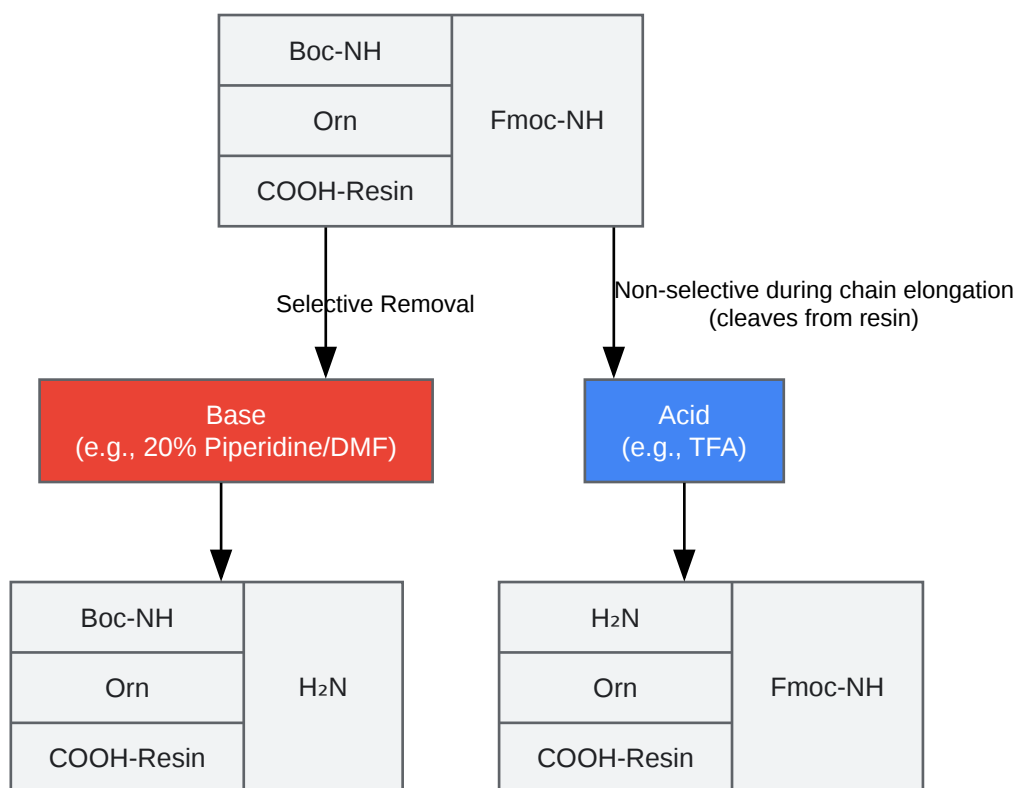 Boc-NH
Orn
COOH-Resin
Fmoc-NH
Selective Removal
Non-selective during chain elongation
(cleaves from resin)
Base
(e.g., 20% Piperidine/DMF)
Acid
(e.g., TFA)
Boc-NH
Orn
COOH-Resin
H₂N
H₂N
Orn
COOH-Resin
Fmoc-NH